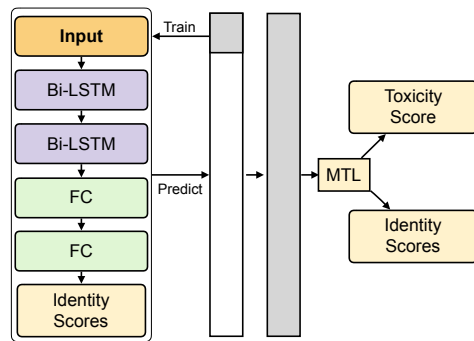 Input
Bi-LSTM
Bi-LSTM
FC
FC
Identity
Scores
Train
Predict
MTL
Toxicity
Score
Identity
Scores